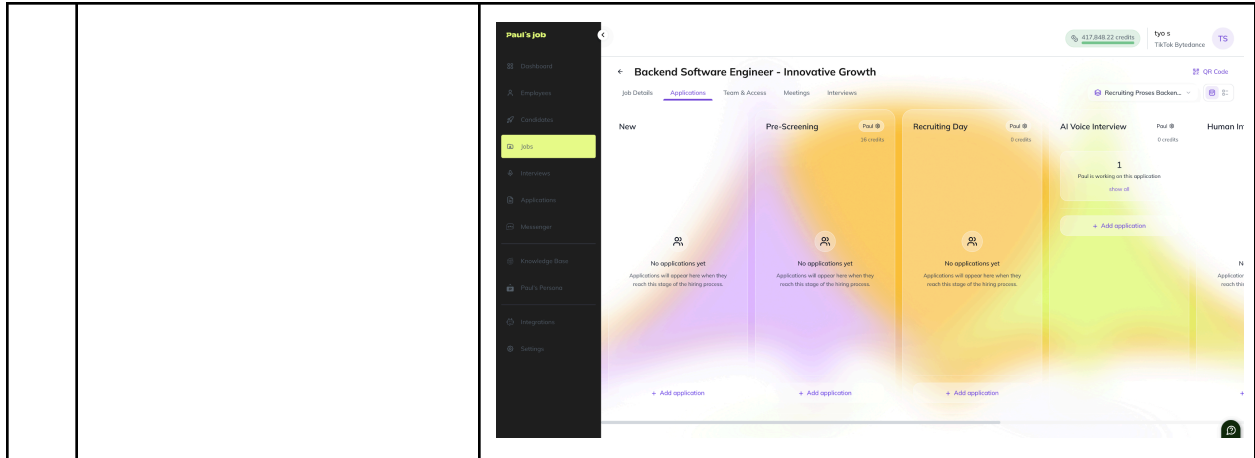 Paul's job
417,848.22 credits
tyo s
TikTok Bytedance
TS
Dashboard
Employees
Candidates
Jobs
Interviews
Applications
Messenger
Knowledge Base
Paul's Persona
Integrations
Settings
Backend Software Engineer - Innovative Growth
QR Code
Job Details Applications Team & Access Meetings Interviews
Recruiting Proses Backen...
New
No applications yet
Applications will appear here when they
reach this stage of the hiring process.
+ Add application
Pre-Screening
Paul
16 credits
No applications yet
Applications will appear here when they
reach this stage of the hiring process.
+ Add application
Recruiting Day
Paul
0 credits
No applications yet
Applications will appear here when they
reach this stage of the hiring process.
+ Add application
AI Voice Interview
Paul
0 credits
1
Paul is working on this application
show all
+ Add application
Human In
N
Application
reach this
+